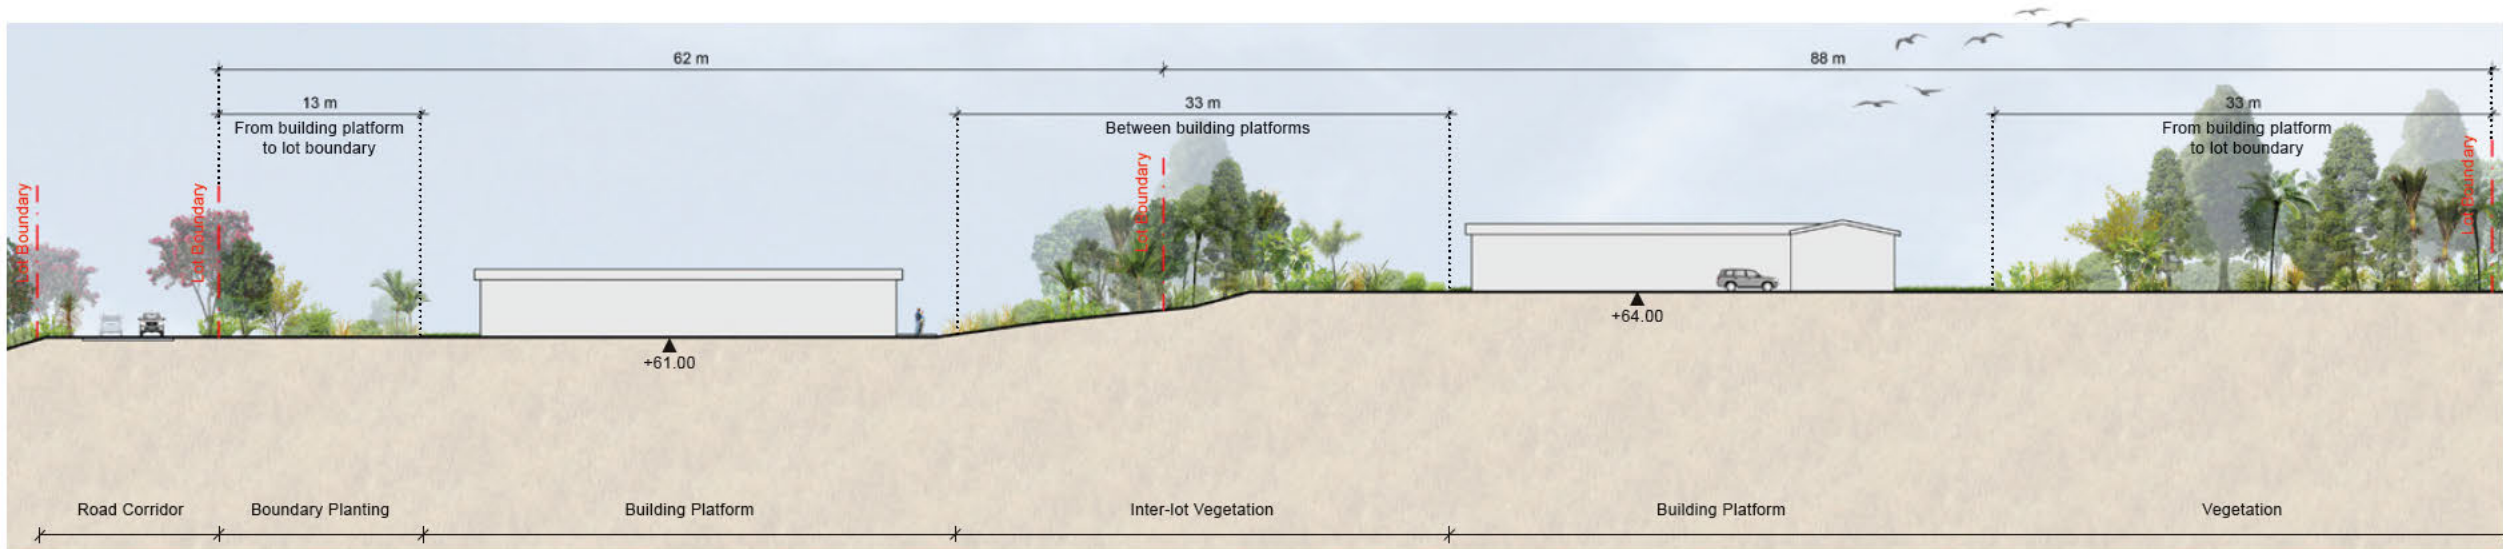 62 m
88 m
13 m
From building platform
to lot boundary
33 m
Between building platforms
33 m
From building platform
to lot boundary
Lot Boundary
Lot Boundary
Lot Boundary
Lot Boundary
+61.00
+64.00
Road Corridor
Boundary Planting
Building Platform
Inter-lot Vegetation
Building Platform
Vegetation